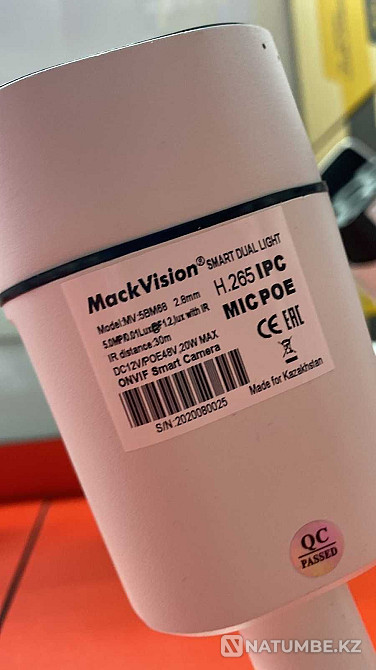 MackVision® SMART DUAL LIGHT
Model:MV-5BM68 2.8mm
H.265 IPC
5.0MP/0.01Lux@F1.2,lux with IR
MIC POE
IR distance:30m
DC12V/POE48V 20W MAX
CE EAC
ONVIF Smart Camera
S/N:2020080025
Made for Kazakhstan
QC
PASSED
NATUMBE.KZ